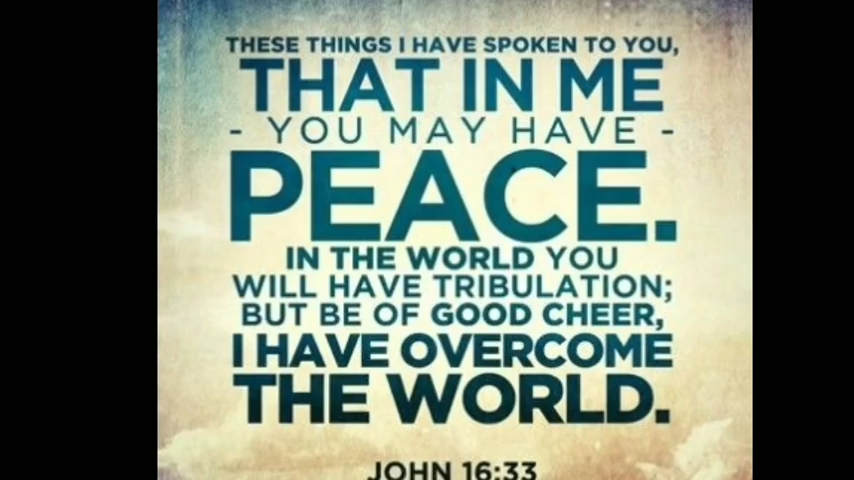 THESE THINGS I HAVE SPOKEN TO YOU,
THAT IN ME
- YOU MAY HAVE -
PEACE.
IN THE WORLD YOU
WILL HAVE TRIBULATION;
BUT BE OF GOOD CHEER,
I HAVE OVERCOME
THE WORLD.
JOHN 16:33